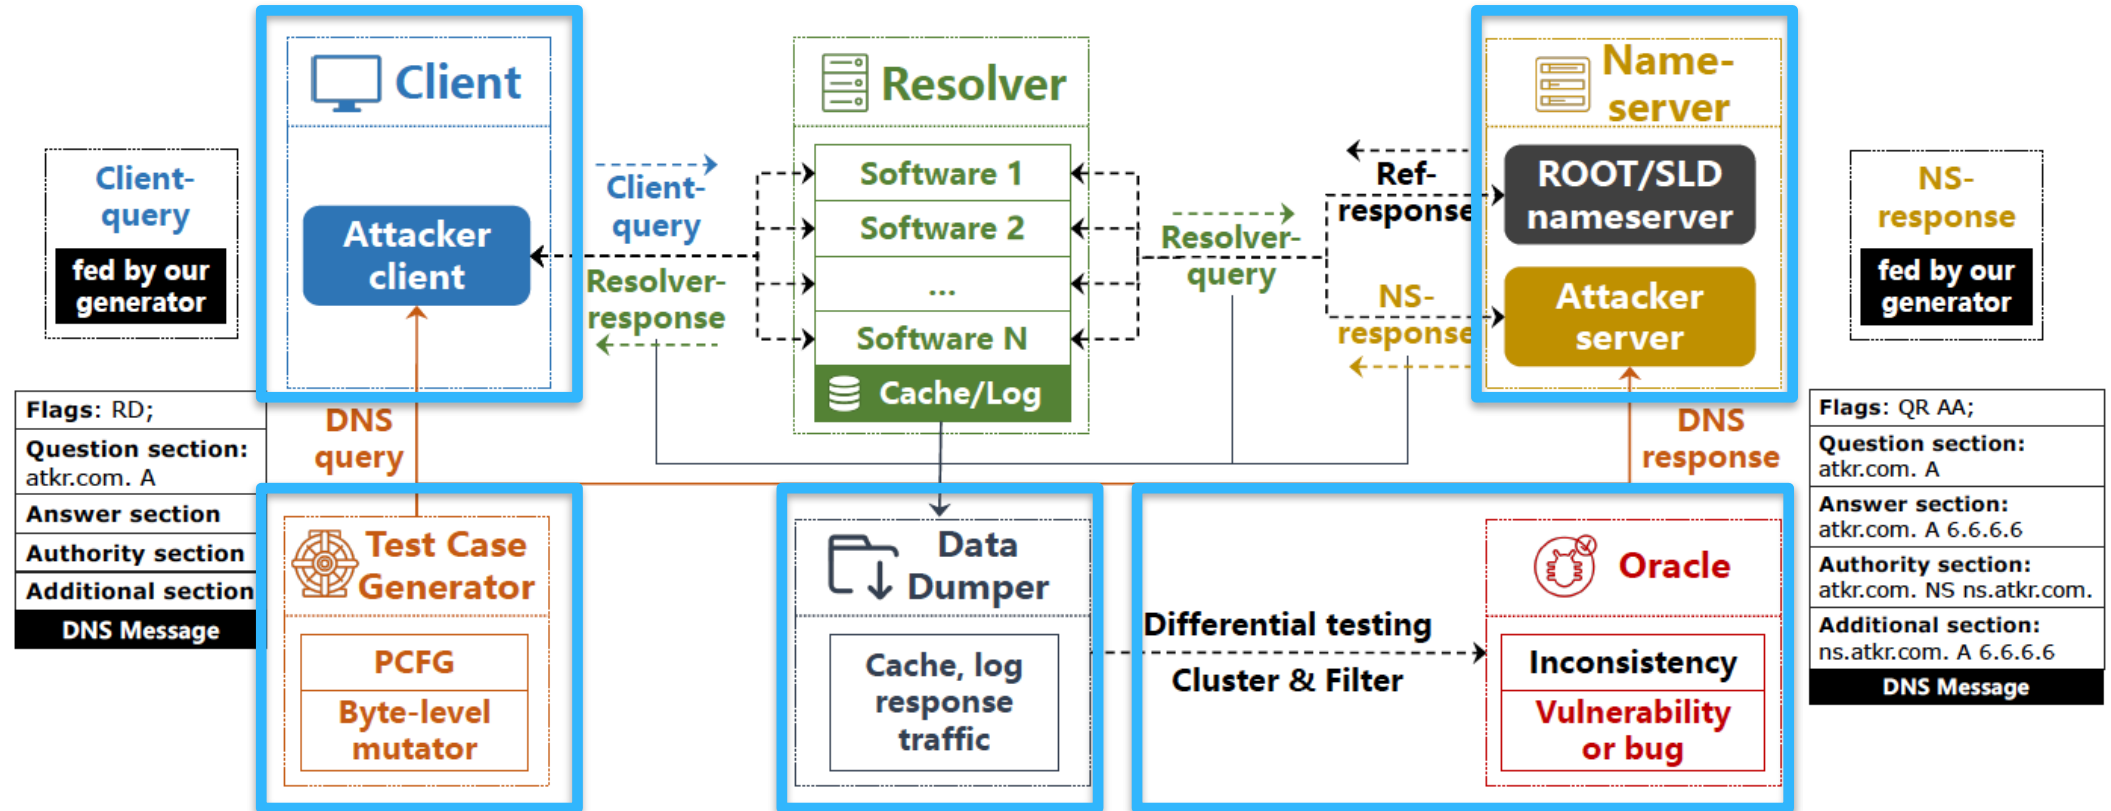 Client-
query
fed by our
generator
Flags: RD;
Question section:
atkr.com. A
Answer section
Authority section
Additional section
DNS Message
Client
Attacker
client
DNS
query
Test Case
Generator
PCFG
Byte-level
mutator
Client-
query
Resolver-
response
Resolver
Software 1
Software 2
...
Software N
Cache/Log
Data
Dumper
Cache, log
response
traffic
Resolver-
query
Ref-
response
NS-
response
Name-
server
ROOT/SLD
nameserver
Attacker
server
DNS
response
Differential testing
Cluster & Filter
Oracle
Inconsistency
Vulnerability
or bug
NS-
response
fed by our
generator
Flags: QR AA;
Question section:
atkr.com. A
Answer section:
atkr.com. A 6.6.6.6
Authority section:
atkr.com. NS ns.atkr.com.
Additional section:
ns.atkr.com. A 6.6.6.6
DNS Message